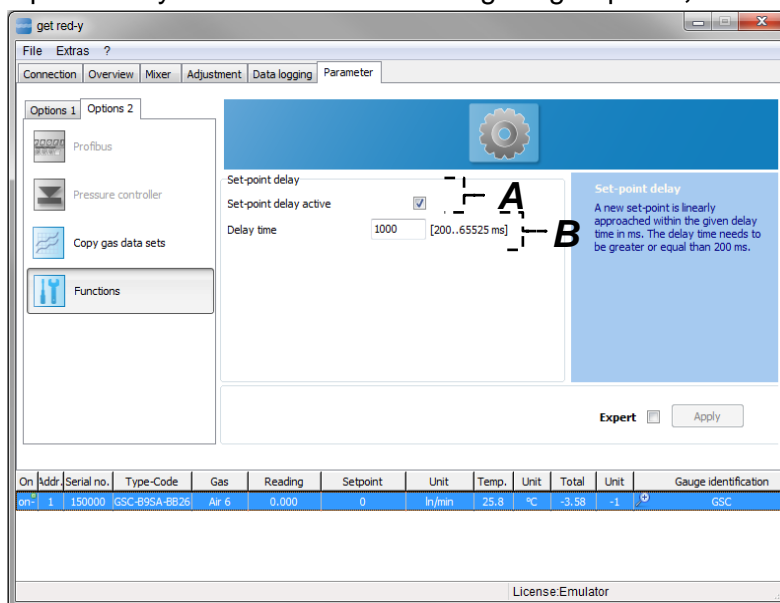 get red-y
File Extras ?
Connection Overview Mixer Adjustment Data logging Parameter
Options 1 Options 2
Profibus
Pressure controller
Copy gas data sets
Functions
Set-point delay
Set-point delay active
A
Delay time 1000 [200..65525 ms]
B
Set-point delay
A new set-point is linearly
approached within the given delay
time in ms. The delay time needs to
be greater or equal than 200 ms.
Expert Apply
On Addr. Serial no. Type-Code Gas Reading Setpoint Unit Temp. Unit Total Unit Gauge identification
on- 1 150000 GSC-B9SA-BB26 Air 6 0.000 0 ln/min 25.8 °C -3.58 -1 GSC
License:Emulator